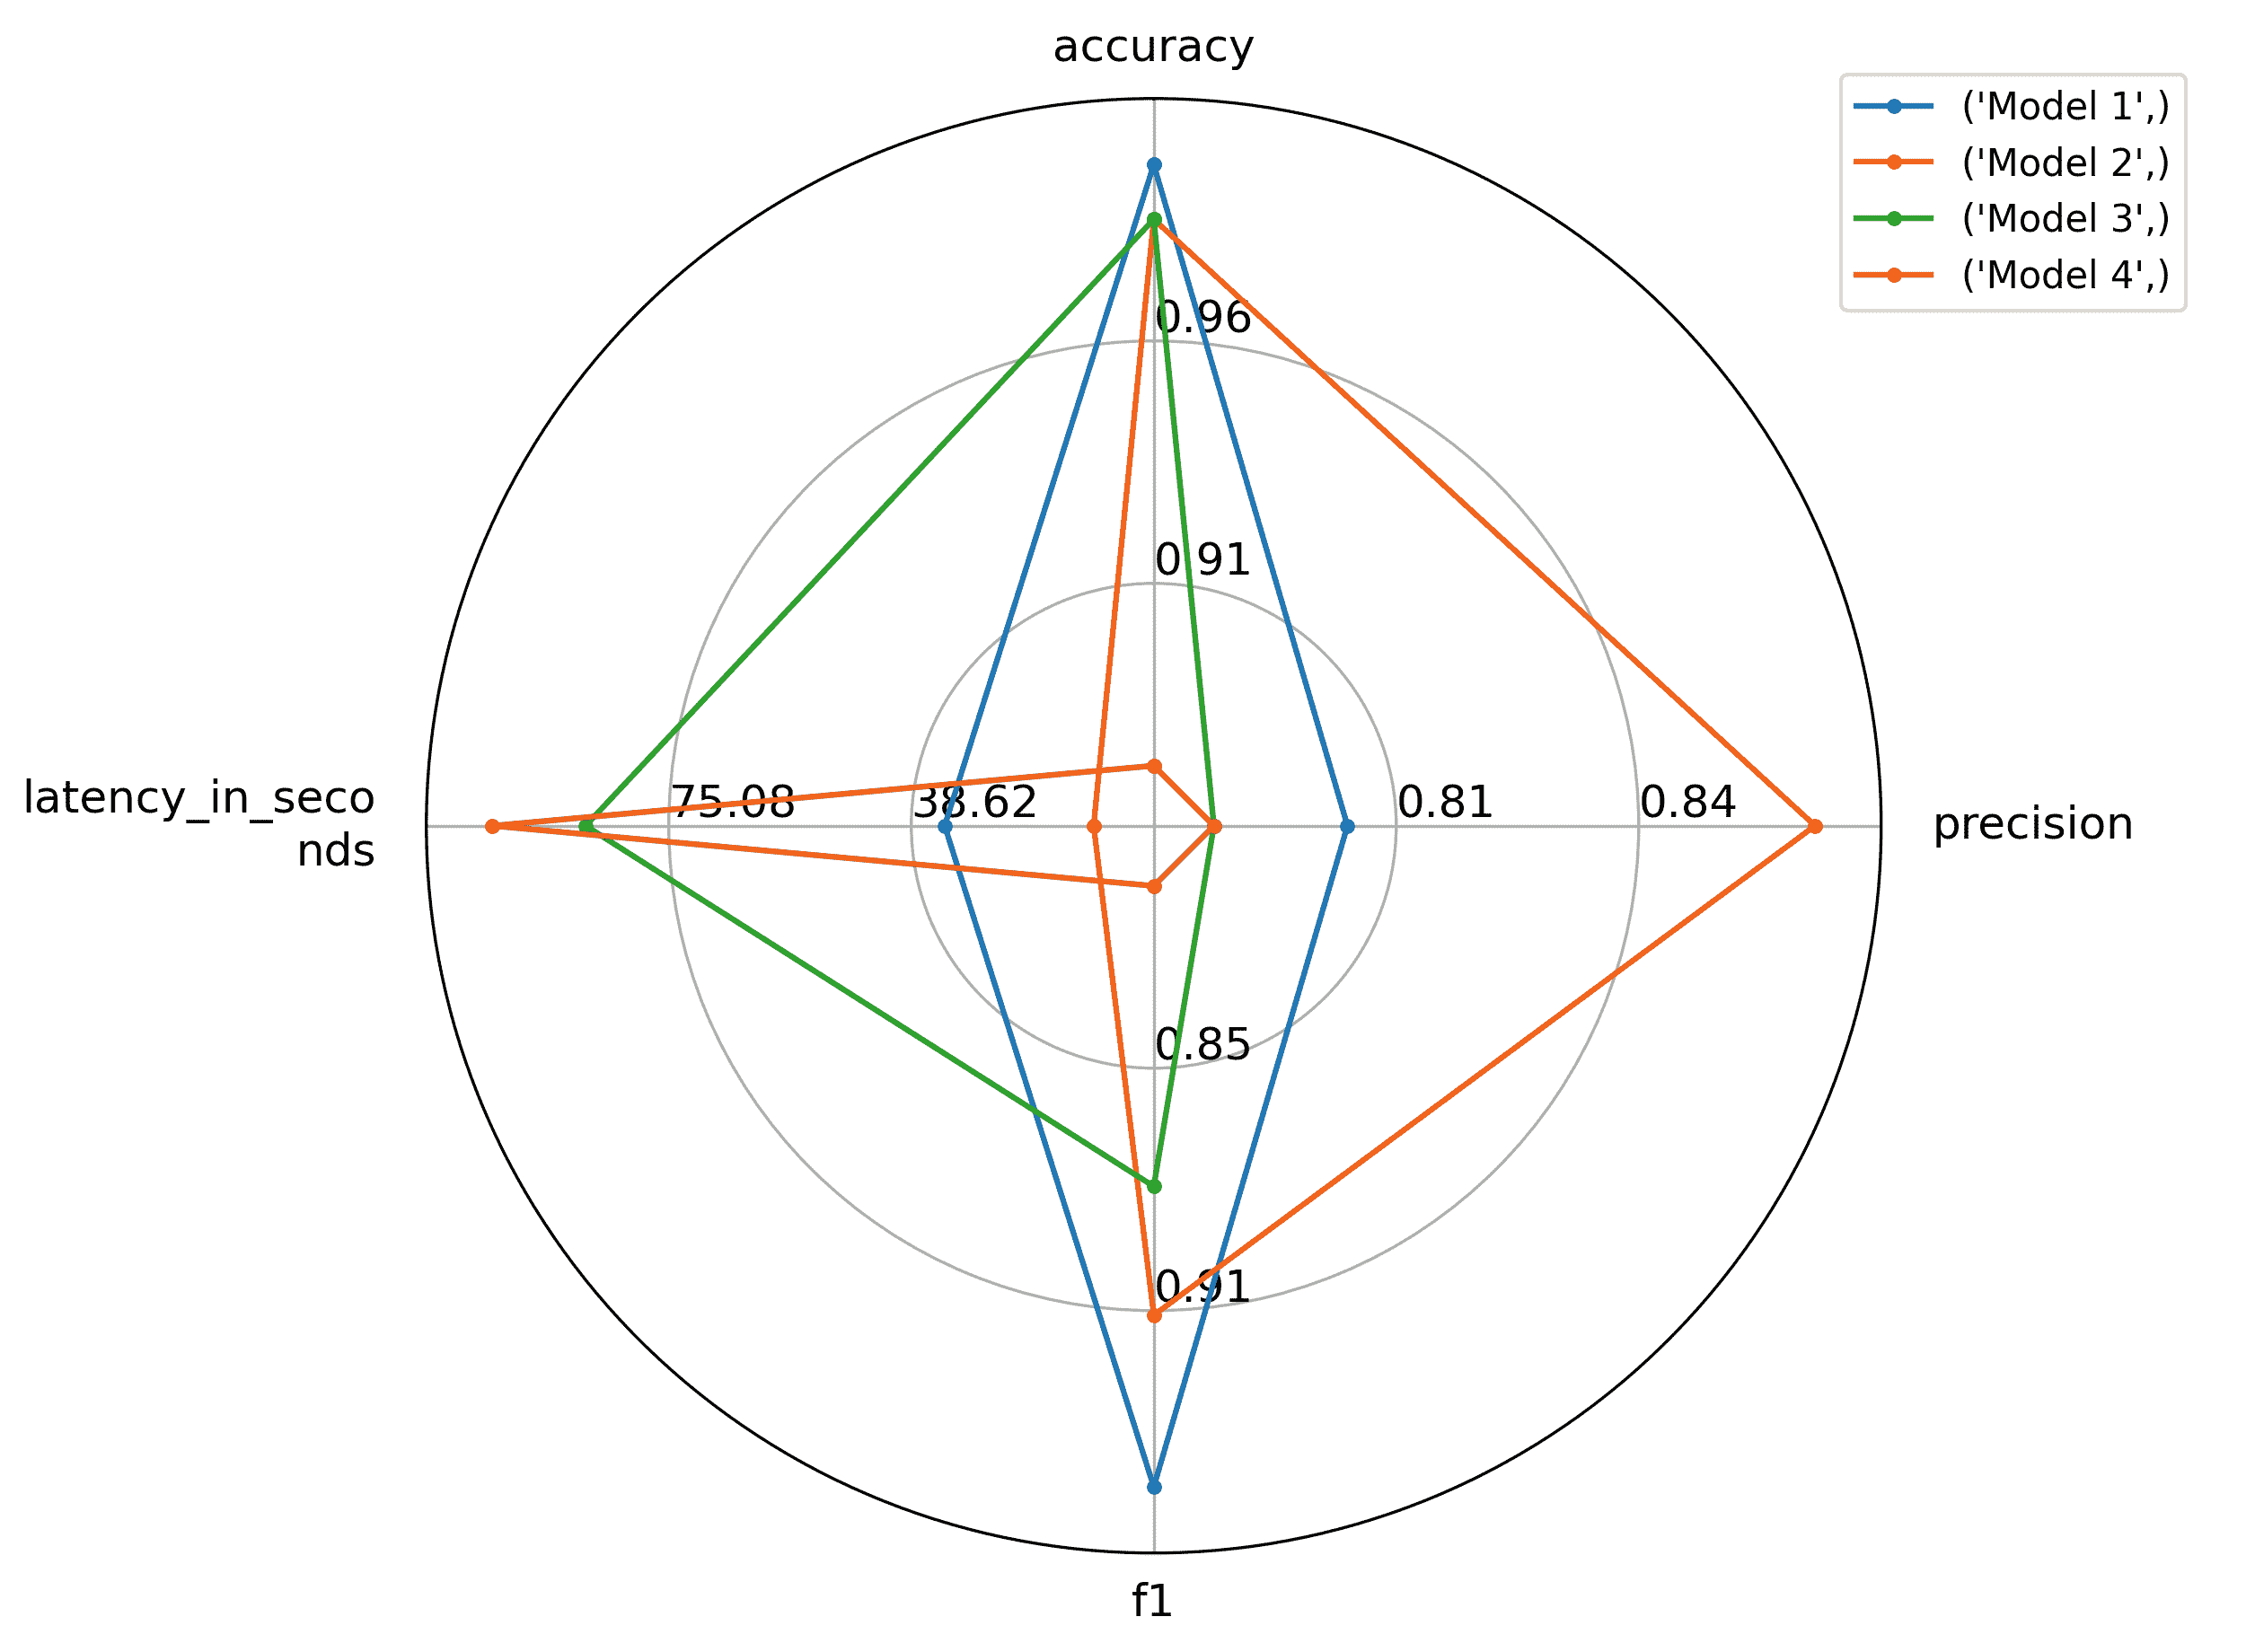 accuracy
('Model 1',)
('Model 2',)
('Model 3',)
('Model 4',)
0.96
0.91
latency_in_seco
nds
75.08
38.62
0.81
0.84
precision
0.85
0.91
f1